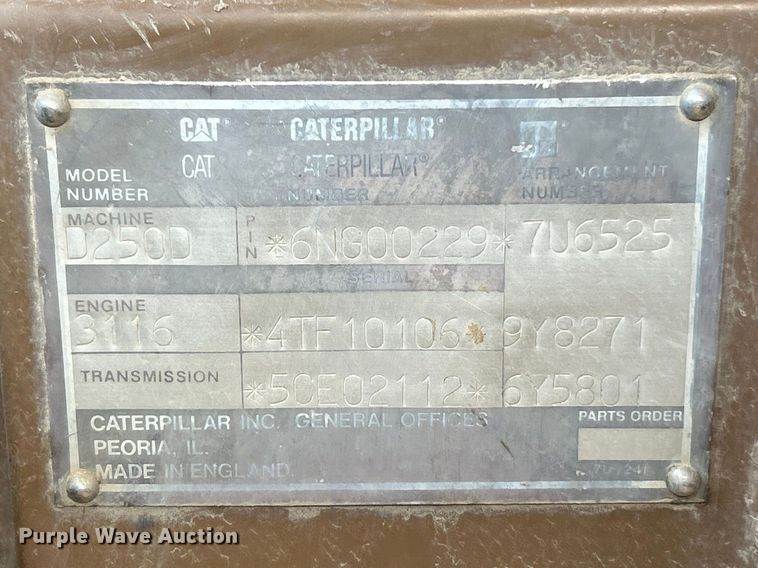 CAT® CATERPILLAR®
CAT CATERPILLAR®
MODEL NUMBER NUMBER ARRANGEMENT NUMBER
MACHINE D250D PIN *6NG00229* 7U6525
SERIAL
ENGINE 3116 *4TF10106* 9Y8271
TRANSMISSION *5CE02112* 6Y5801
CATERPILLAR INC. GENERAL OFFICES PARTS ORDER
PEORIA, IL.
MADE IN ENGLAND
Purple Wave Auction